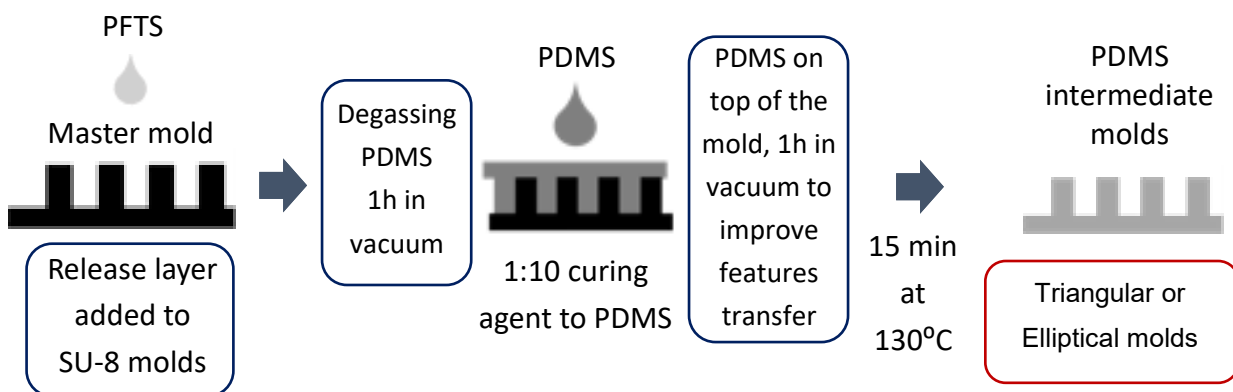 PFTS
Master mold
Release layer
added to
SU-8 molds
Degassing
PDMS
1h in
vacuum
PDMS
1:10 curing
agent to PDMS
PDMS on
top of the
mold, 1h in
vacuum to
improve
features
transfer
15 min
at
130⁰C
PDMS
intermediate
molds
Triangular or
Elliptical molds